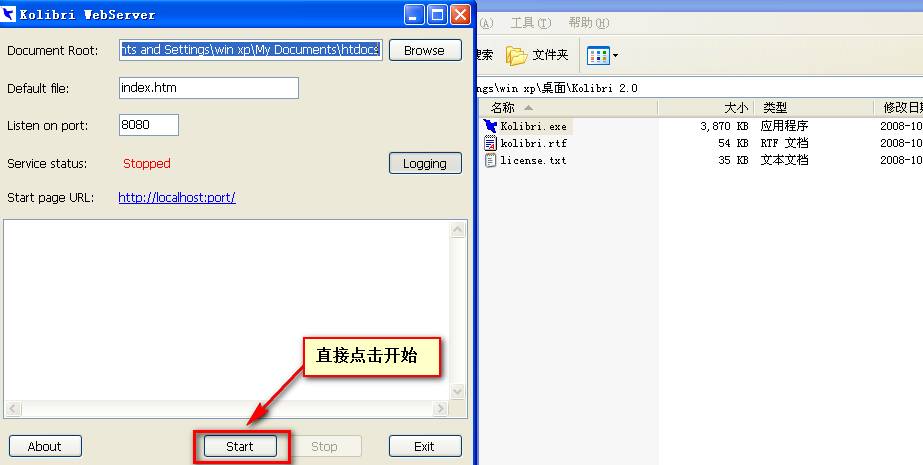 Kolibri WebServer
Document Root:
nts and Settings\win xp\My Documents\htdocs
Browse
Default file:
index.htm
Listen on port:
8080
Service status:
Stopped
Logging
Start page URL:
http://localhost:port/
直接点击开始
About
Start
Stop
Exit
(A) 工具(T) 帮助(H)
搜索 文件夹
ngs\win xp\桌面\Kolibri 2.0
名称 大小 类型 修改日期
Kolibri.exe 3,870 KB 应用程序 2008-10
kolibri.rtf 54 KB RTF 文档 2008-10
license.txt 35 KB 文本文档 2008-10